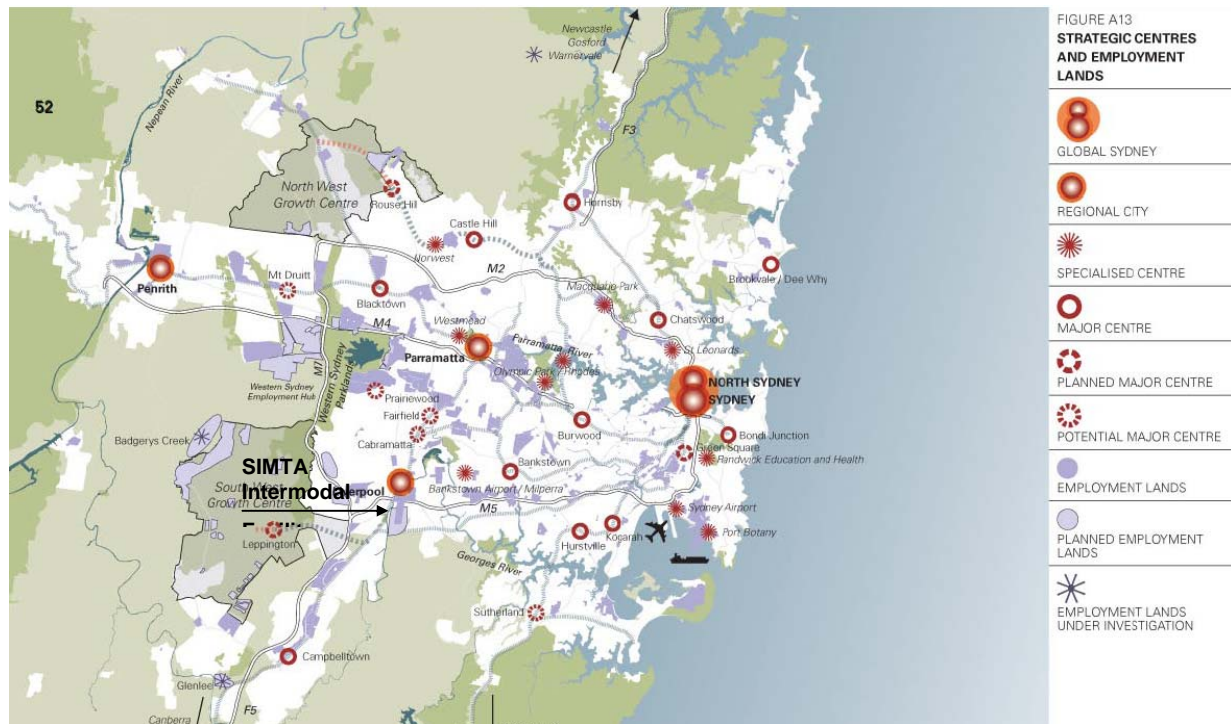 Newcastle
Gosford
Warnervale
52
Nepean River
F3
North West
Growth Centre
Rouse Hill
Hornsby
Castle Hill
Norwest
M2
Brookvale / Dee Why
Mt Druitt
Penrith
Blacktown
Macquarie Park
Chatswood
M4
Westmead
Parramatta
Parramatta River
St Leonards
M7
Western Sydney
Parklands
Olympic Park / Rhodes
NORTH SYDNEY
SYDNEY
Western Sydney
Employment Hub
Prairiewood
Fairfield
Cabramatta
Burwood
Bondi Junction
Green Square
Randwick Education and Health
Badgerys Creek
SIMTA
Intermodal
South West
Growth Centre
erpool
Bankstown
Bankstown Airport / Milperra
M5
Sydney Airport
Port Botany
Leppington
Hurstville
Kogarah
Georges River
Sutherland
Campbelltown
Glenlee
Canberra
F5
FIGURE A13
STRATEGIC CENTRES
AND EMPLOYMENT
LANDS
GLOBAL SYDNEY
REGIONAL CITY
SPECIALISED CENTRE
MAJOR CENTRE
PLANNED MAJOR CENTRE
POTENTIAL MAJOR CENTRE
EMPLOYMENT LANDS
PLANNED EMPLOYMENT
LANDS
EMPLOYMENT LANDS
UNDER INVESTIGATION